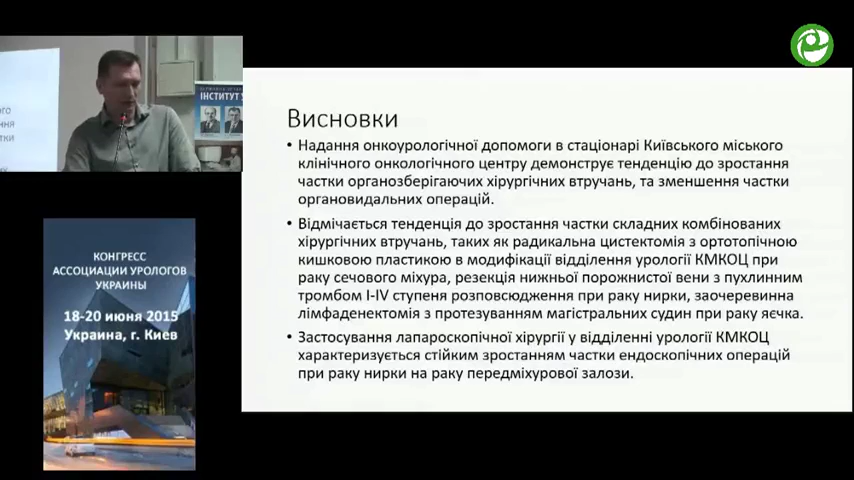 ІНСТИТУТ У
Висновки
• Надання онкоурологічної допомоги в стаціонарі Київського міського
клінічного онкологічного центру демонструє тенденцію до зростання
частки органозберігаючих хірургічних втручань, та зменшення частки
органовидальних операцій.
• Відмічається тенденція до зростання частки складних комбінованих
хірургічних втручань, таких як радикальна цистектомія з ортотопічною
кишковою пластикою в модифікації відділення урології КМКОЦ при
раку сечового міхура, резекція нижньої порожнистої вени з пухлинним
тромбом I-IV ступеня розповсюдження при раку нирки, заочеревинна
лімфаденектомія з протезуванням магістральних судин при раку яєчка.
• Застосування лапароскопічної хірургії у відділенні урології КМКОЦ
характеризується стійким зростанням частки ендоскопічних операцій
при раку нирки на раку передміхурової залози.
КОНГРЕСС
АССОЦИАЦИИ УРОЛОГОВ
УКРАИНЫ
18-20 июня 2015
Украина, г. Киев